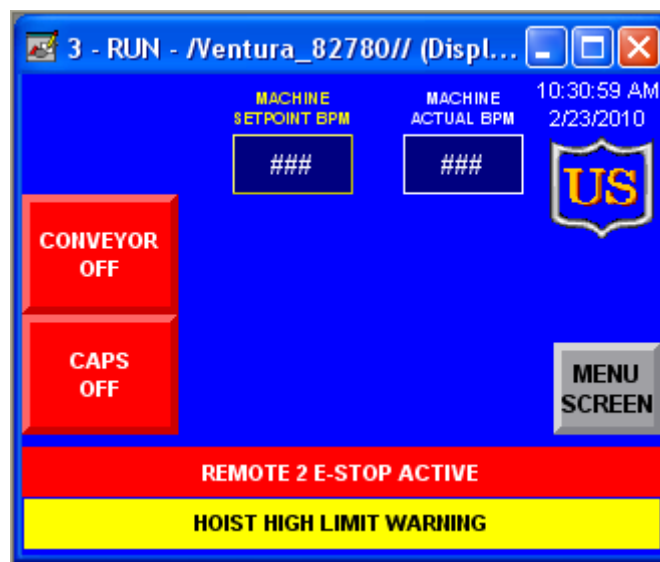 3 - RUN - /Ventura_82780// (Displ...
MACHINE
SETPOINT BPM
MACHINE
ACTUAL BPM
10:30:59 AM
2/23/2010
###
###
US
CONVEYOR
OFF
CAPS
OFF
MENU
SCREEN
REMOTE 2 E-STOP ACTIVE
HOIST HIGH LIMIT WARNING